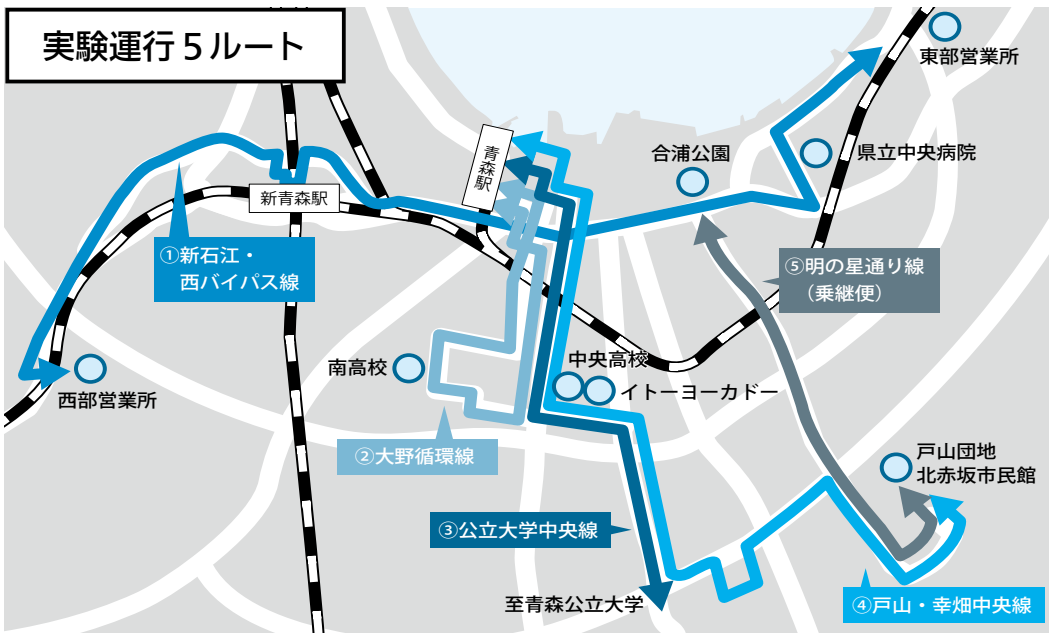 実験運行5ルート
東部営業所
青森駅
合浦公園
県立中央病院
新青森駅
①新石江・
西バイパス線
⑤明の星通り線
（乗継便）
南高校
中央高校
イトーヨーカドー
西部営業所
②大野循環線
戸山団地
北赤坂市民館
③公立大学中央線
至青森公立大学
④戸山・幸畑中央線